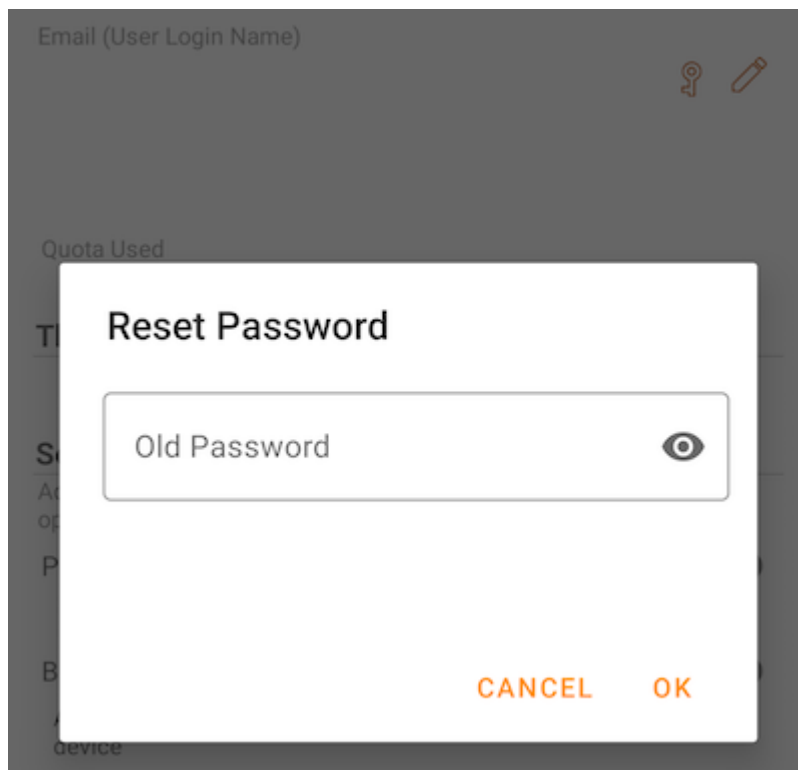 Email (User Login Name)
Quota Used
Reset Password
Old Password
CANCEL OK
device